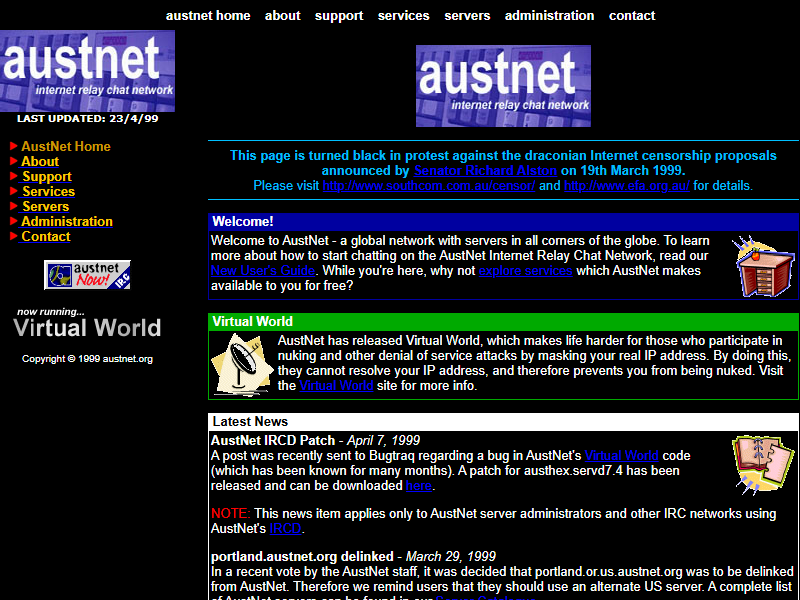 austnet home about support services servers administration contact
austnet
internet relay chat network
LAST UPDATED: 23/4/99
AustNet Home
About
Support
Services
Servers
Administration
Contact
austnet
Now!
IRC
now running...
Virtual World
Copyright © 1999 austnet.org
austnet
internet relay chat network
This page is turned black in protest against the draconian Internet censorship proposals
announced by Senator Richard Alston on 19th March 1999.
Please visit http://www.southcom.com.au/censor/ and http://www.efa.org.au/ for details.
Welcome!
Welcome to AustNet - a global network with servers in all corners of the globe. To learn
more about how to start chatting on the AustNet Internet Relay Chat Network, read our
New User's Guide. While you're here, why not explore services which AustNet makes
available to you for free?
Virtual World
AustNet has released Virtual World, which makes life harder for those who participate in
nuking and other denial of service attacks by masking your real IP address. By doing this,
they cannot resolve your IP address, and therefore prevents you from being nuked. Visit
the Virtual World site for more info.
Latest News
AustNet IRCD Patch - April 7, 1999
A post was recently sent to Bugtraq regarding a bug in AustNet's Virtual World code
(which has been known for many months). A patch for austhex.servd7.4 has been
released and can be downloaded here.
NOTE: This news item applies only to AustNet server administrators and other IRC networks using
AustNet's IRCD.
portland.austnet.org delinked - March 29, 1999
In a recent vote by the AustNet staff, it was decided that portland.or.us.austnet.org was to be delinked
from AustNet. Therefore we remind users that they should use an alternate US server. A complete list
of AustNet servers can be found in our